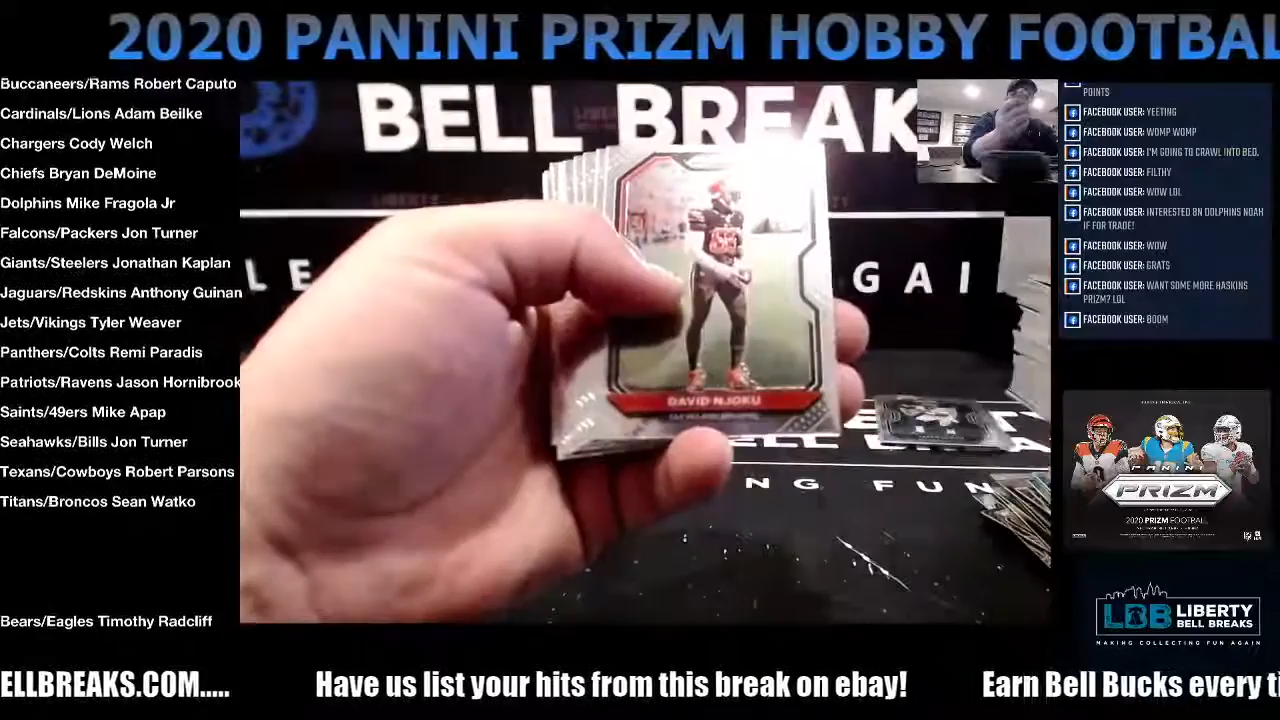 2020 PANINI PRIZM HOBBY FOOTBAL
Buccaneers/Rams Robert Caputo
Cardinals/Lions Adam Beilke
Chargers Cody Welch
Chiefs Bryan DeMoine
Dolphins Mike Fragola Jr
Falcons/Packers Jon Turner
Giants/Steelers Jonathan Kaplan
Jaguars/Redskins Anthony Guinan
Jets/Vikings Tyler Weaver
Panthers/Colts Remi Paradis
Patriots/Ravens Jason Hornibrook
Saints/49ers Mike Apap
Seahawks/Bills Jon Turner
Texans/Cowboys Robert Parsons
Titans/Broncos Sean Watko
Bears/Eagles Timothy Radcliff
BELL BREAK
LE
GAI
NG FUN
DAVID NJOKU
POINTS
FACEBOOK USER: YEETING
FACEBOOK USER: WOMP WOMP
FACEBOOK USER: I'M GOING TO CRAWL INTO BED.
FACEBOOK USER: FILTHY
FACEBOOK USER: WOW LOL
FACEBOOK USER: INTERESTED BN DOLPHINS NOAH
IF FOR TRADE!
FACEBOOK USER: WOW
FACEBOOK USER: GRATS
FACEBOOK USER: WANT SOME MORE HASKINS
PRIZM? LOL
FACEBOOK USER: BOOM
PANINI
PRIZM
2020 PRIZM FOOTBALL
LBB LIBERTY
BELL BREAKS
MAKING COLLECTING FUN AGAIN
ELLBREAKS.COM.....
Have us list your hits from this break on ebay!
Earn Bell Bucks every ti